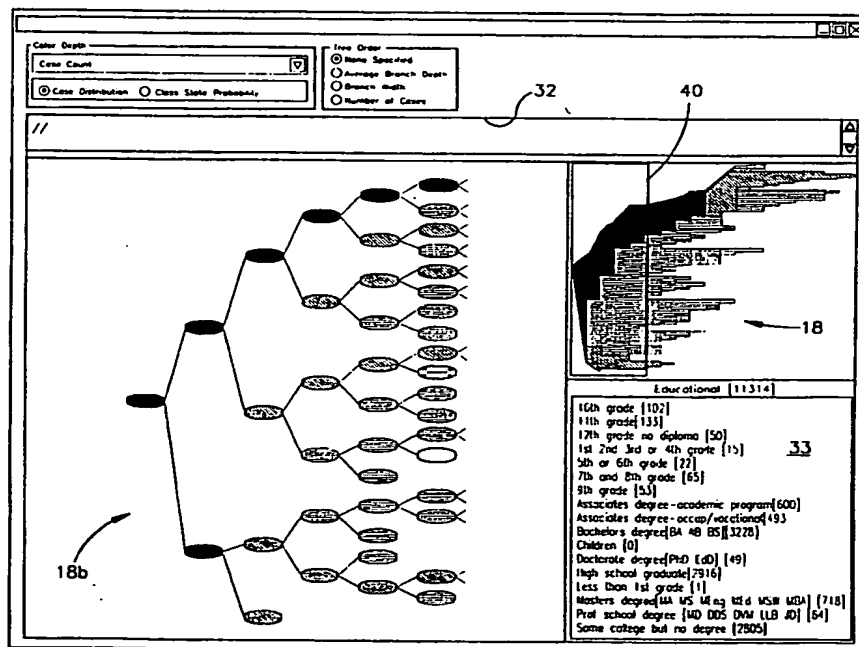 Color Depth
Case Count
Case Distribution
Class State Probability
Tree Order
None Specified
Average Branch Depth
Branch Width
Number of Cases
32
40
//
18
18b
Educational [11314]
33
10th grade [102]
11th grade[133]
12th grade no diploma [50]
1st 2nd 3rd or 4th grade [15]
5th or 6th grade [22]
7th and 8th grade [65]
9th grade [53]
Associates degree-academic program[600]
Associates degree-occup/vocational[493
Bachelors degree[BA AB BS][3228]
Children [0]
Doctorate degree[PhD EdD] [49]
High school graduate[2916]
Less than 1st grade [1]
Masters degree[MA MS MEng MEd MSW MBA] [718]
Prof school degree [MD DDS DVM LLB JD] [64]
Some college but no degree [2805]